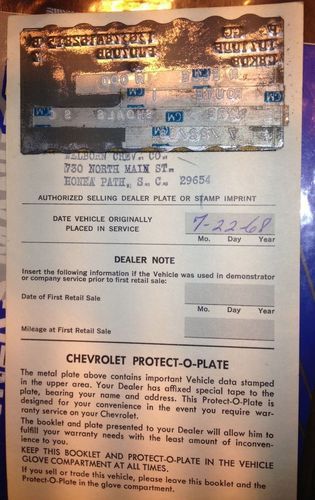 GM GM GM
WELBORN CHEV. CO.
730 NORTH MAIN ST.
HONEA PATH, S. C. 29654
AUTHORIZED SELLING DEALER PLATE OR STAMP IMPRINT
DATE VEHICLE ORIGINALLY
PLACED IN SERVICE
7-22-68
Mo. Day Year
DEALER NOTE
Insert the following information if the Vehicle was used in demonstrator
or company service prior to first retail sale:
Date of First Retail Sale
Mo. Day Year
Mileage at First Retail Sale
CHEVROLET PROTECT-O-PLATE
The metal plate above contains important Vehicle data stamped
in the upper area. Your Dealer has affixed special tape to the
plate, bearing your name and address. This Protect-O-Plate is
designed for your convenience in the event you require war-
ranty service on your Chevrolet.
The booklet and plate presented to your Dealer will allow him to
fulfill your warranty needs with the least amount of inconven-
ience to you.
KEEP THIS BOOKLET AND PROTECT-O-PLATE IN THE VEHICLE
GLOVE COMPARTMENT AT ALL TIMES.
If you sell or trade this vehicle, please leave this booklet and the
Protect-O-Plate in the glove compartment.